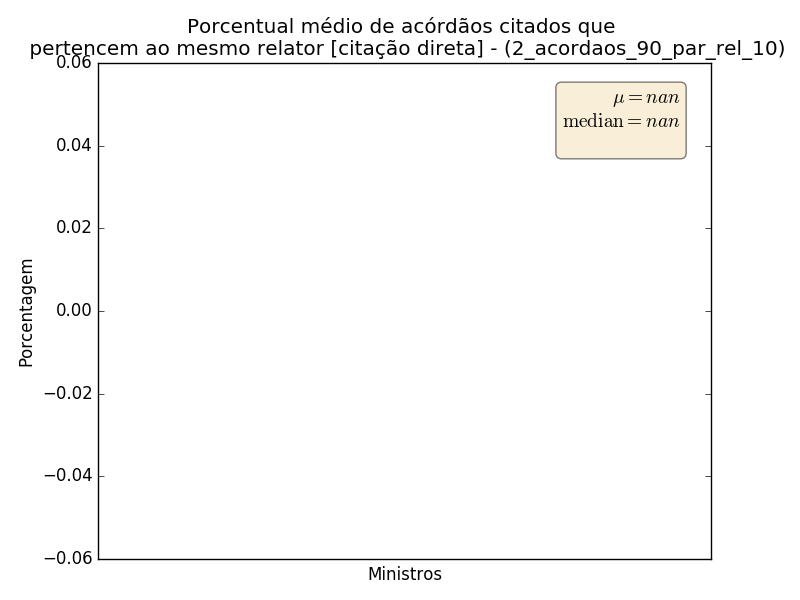 Porcentual médio de acórdãos citados que
pertencem ao mesmo relator [citação direta] - (2_acordaos_90_par_rel_10)
0.06
μ = nan
median = nan
0.04
0.02
0.00
−0.02
−0.04
−0.06
Porcentagem
Ministros